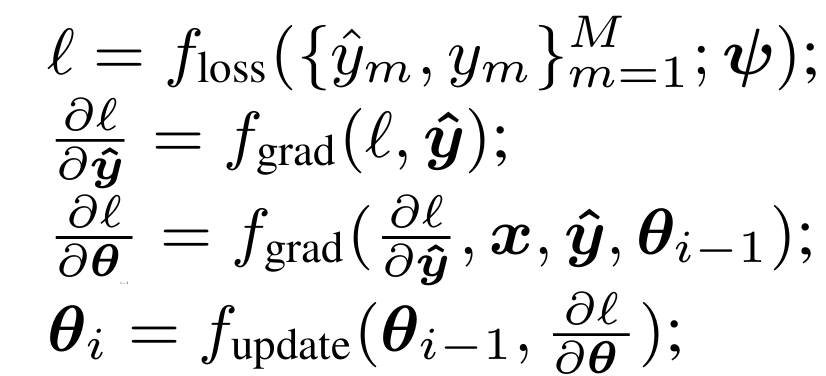 ℓ = f_loss({ŷ_m, y_m}_{m=1}^M; 𝝍);
∂ℓ/∂𝒚̂ = f_grad(ℓ, 𝒚̂);
∂ℓ/∂𝜽 = f_grad(∂ℓ/∂𝒚̂, 𝒙, 𝒚̂, 𝜽_{i−1});
𝜽_i = f_update(𝜽_{i−1}, ∂ℓ/∂𝜽);